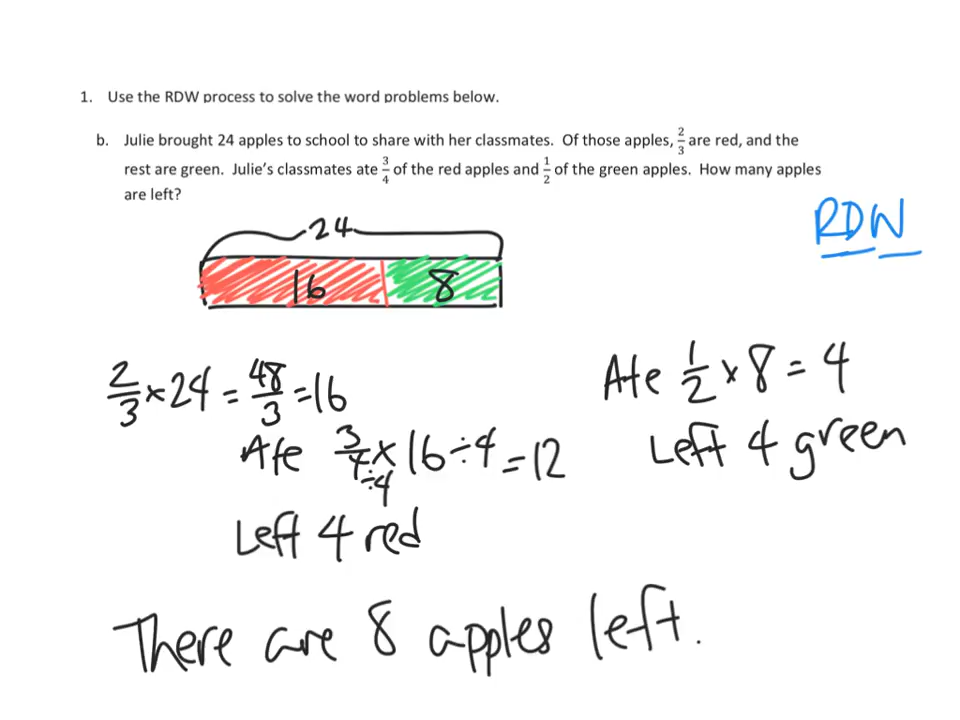 1. Use the RDW process to solve the word problems below.
b. Julie brought 24 apples to school to share with her classmates. Of those apples, 2/3 are red, and the
rest are green. Julie's classmates ate 3/4 of the red apples and 1/2 of the green apples. How many apples
are left?
24
RDW
16 8
2/3 × 24 = 48/3 = 16
Ate 1/2 × 8 = 4
Ate 3/4 × 16 ÷ 4 = 12
÷4
Left 4 green
Left 4 red
There are 8 apples left.